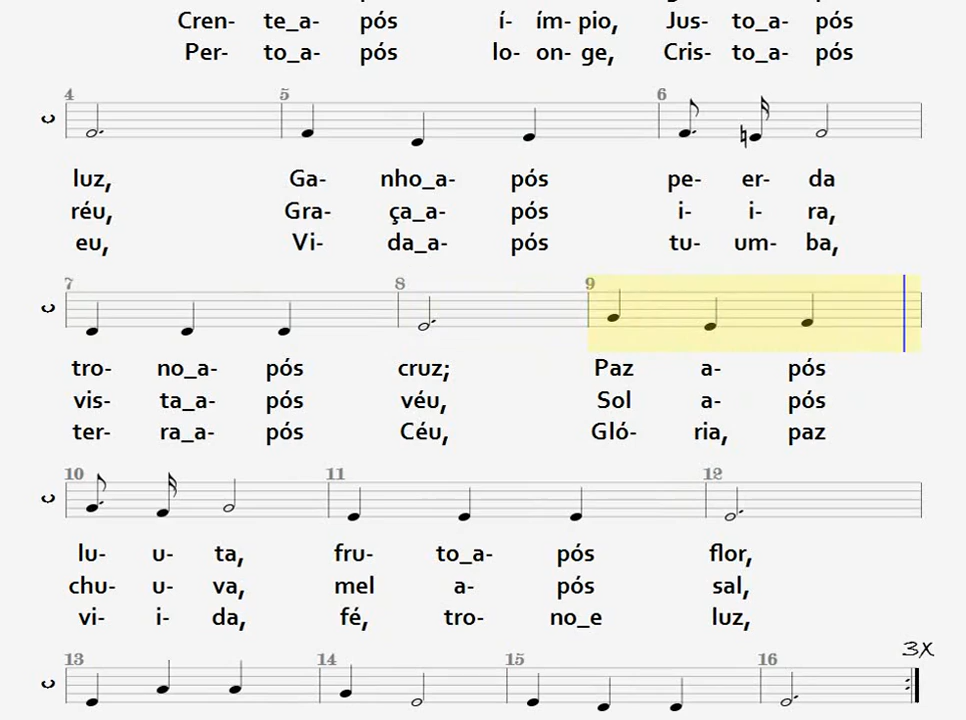 Cren- te_a- pós í- ím- pio, Jus- to_a- pós
Per- to_a- pós lo- on- ge, Cris- to_a- pós
4 5 6
luz, Ga- nho_a- pós pe- er- da
réu, Gra- ça_a- pós i- i- ra,
eu, Vi- da_a- pós tu- um- ba,
7 8 9
tro- no_a- pós cruz; Paz a- pós
vis- ta_a- pós véu, Sol a- pós
ter- ra_a- pós Céu, Gló- ria, paz
10 11 12
lu- u- ta, fru- to_a- pós flor,
chu- u- va, mel a- pós sal,
vi- i- da, fé, tro- no_e luz,
3X
13 14 15 16